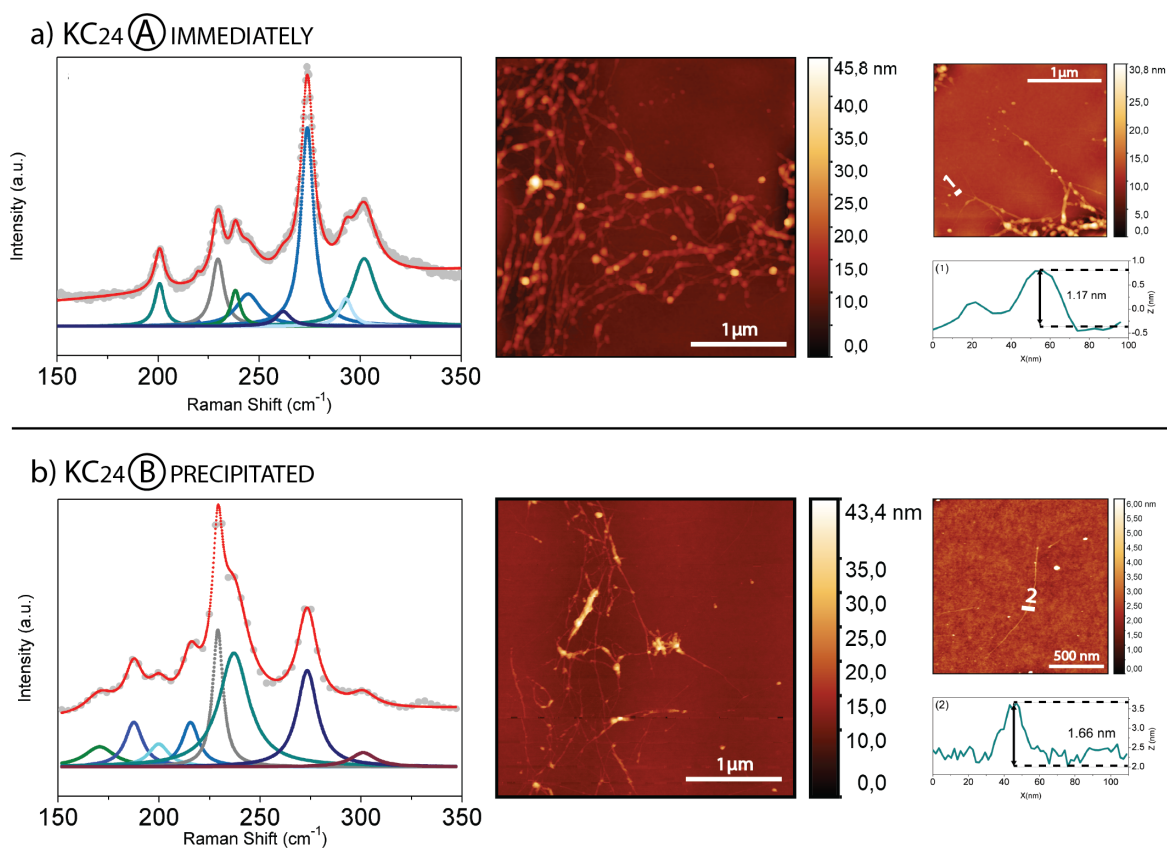 a) KC24 A IMMEDIATELY
Intensity (a.u.)
150 200 250 300 350
Raman Shift (cm-1)
1µm
45,8 nm
40,0
35,0
30,0
25,0
20,0
15,0
10,0
0,0
1µm
1
30,8 nm
25,0
20,0
15,0
10,0
5,0
0,0
(1)
1.17 nm
1.0
0.5
0.0
-0.5
Z (nm)
0 20 40 60 80 100
X(nm)
b) KC24 B PRECIPITATED
Intensity (a.u.)
150 200 250 300 350
Raman Shift (cm-1)
1µm
43,4 nm
35,0
30,0
25,0
20,0
15,0
10,0
0,0
2
500 nm
6,00 nm
5,50
5,00
4,50
4,00
3,50
3,00
2,50
2,00
1,50
1,00
0,00
(2)
1.66 nm
3.5
3.0
2.5
2.0
Z (nm)
0 20 40 60 80 100
X(nm)